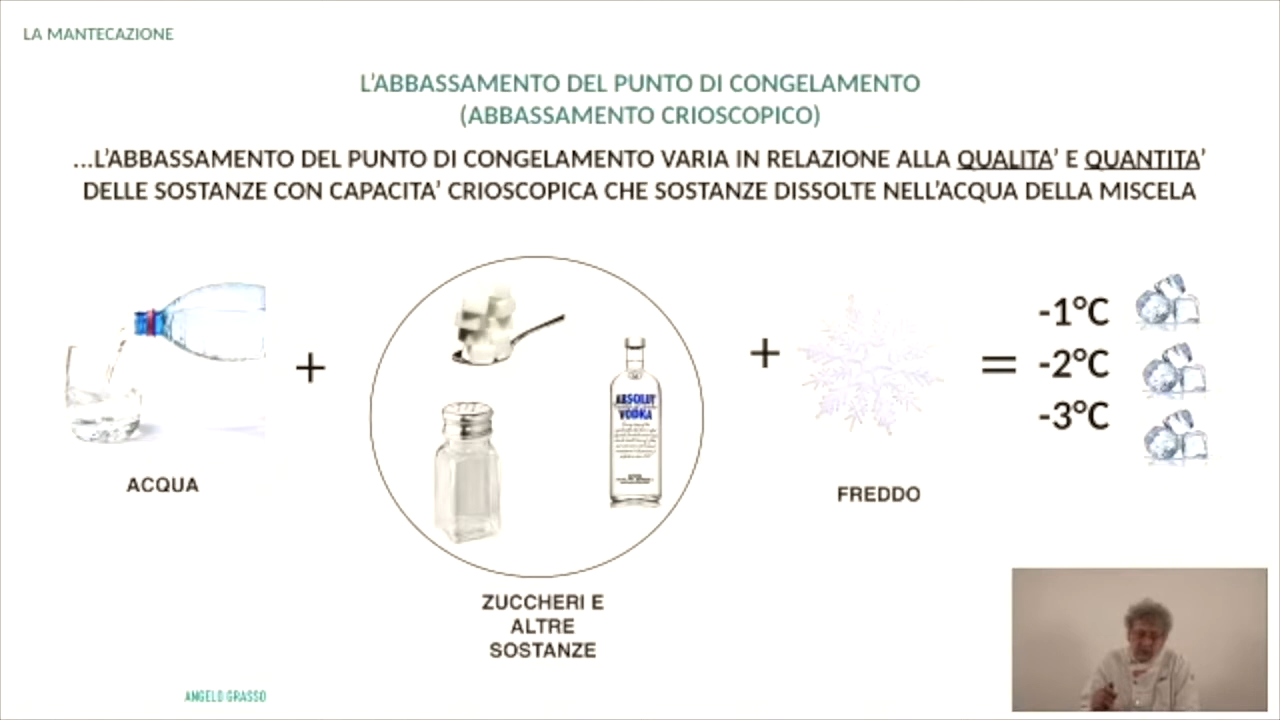 LA MANTECAZIONE
L'ABBASSAMENTO DEL PUNTO DI CONGELAMENTO
(ABBASSAMENTO CRIOSCOPICO)
...L'ABBASSAMENTO DEL PUNTO DI CONGELAMENTO VARIA IN RELAZIONE ALLA QUALITA' E QUANTITA'
DELLE SOSTANZE CON CAPACITA' CRIOSCOPICA CHE SOSTANZE DISSOLTE NELL'ACQUA DELLA MISCELA
+
ABSOLUT
VODKA
+
=
-1°C
-2°C
-3°C
ACQUA
FREDDO
ZUCCHERI E
ALTRE
SOSTANZE
ANGELO GRASSO